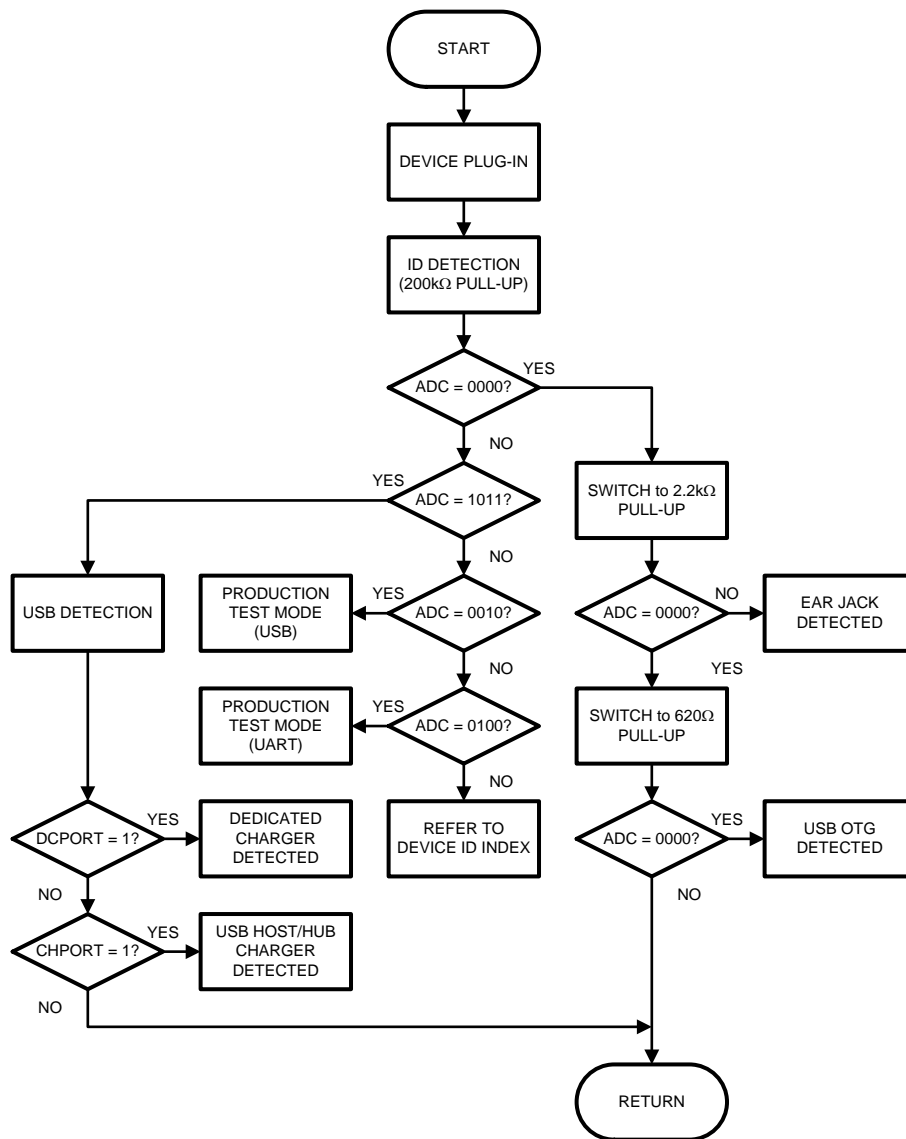 START
DEVICE PLUG-IN
ID DETECTION
(200kΩ PULL-UP)
ADC = 0000?
YES
NO
ADC = 1011?
YES
NO
SWITCH to 2.2kΩ
PULL-UP
USB DETECTION
PRODUCTION
TEST MODE
(USB)
YES
ADC = 0010?
NO
ADC = 0000?
NO
EAR JACK
DETECTED
YES
PRODUCTION
TEST MODE
(UART)
YES
ADC = 0100?
NO
SWITCH to 620Ω
PULL-UP
DCPORT = 1?
YES
DEDICATED
CHARGER
DETECTED
NO
REFER TO
DEVICE ID INDEX
ADC = 0000?
YES
USB OTG
DETECTED
NO
CHPORT = 1?
YES
USB HOST/HUB
CHARGER
DETECTED
NO
RETURN